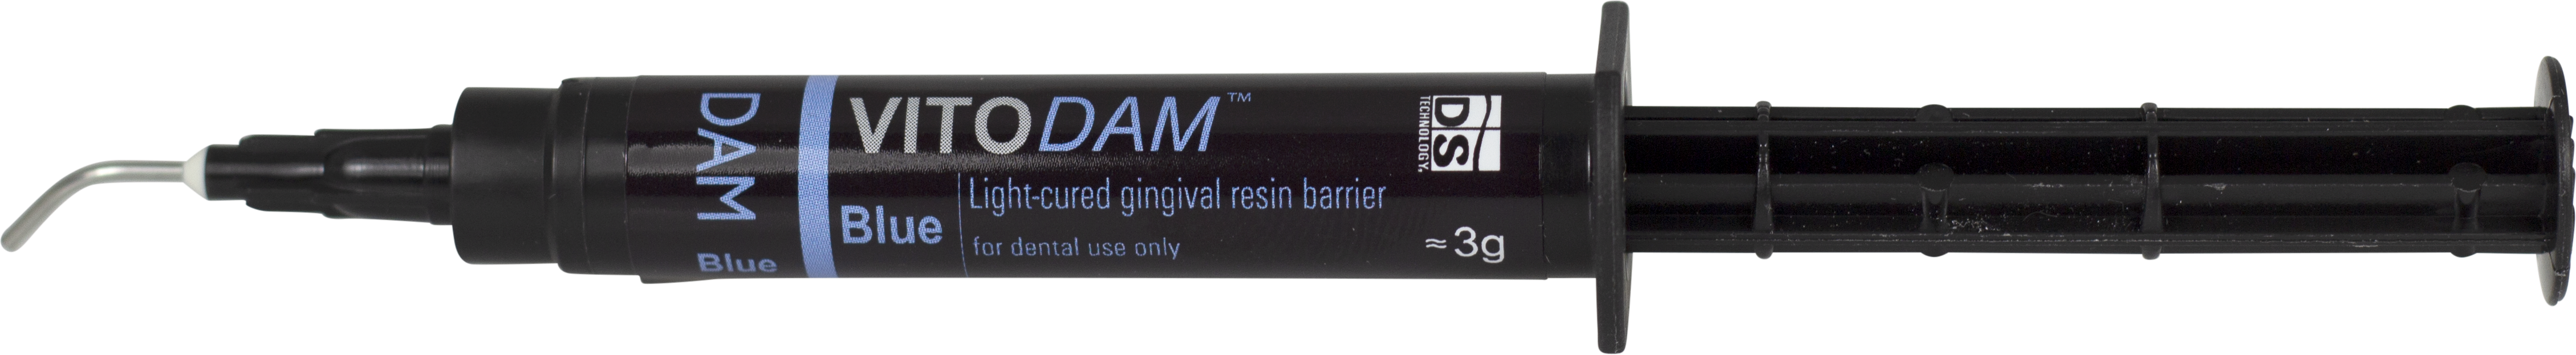 DAM
Blue
VITODAM™
Blue
Light-cured gingival resin barrier
for dental use only
DS
TECHNOLOGY.
≈3g